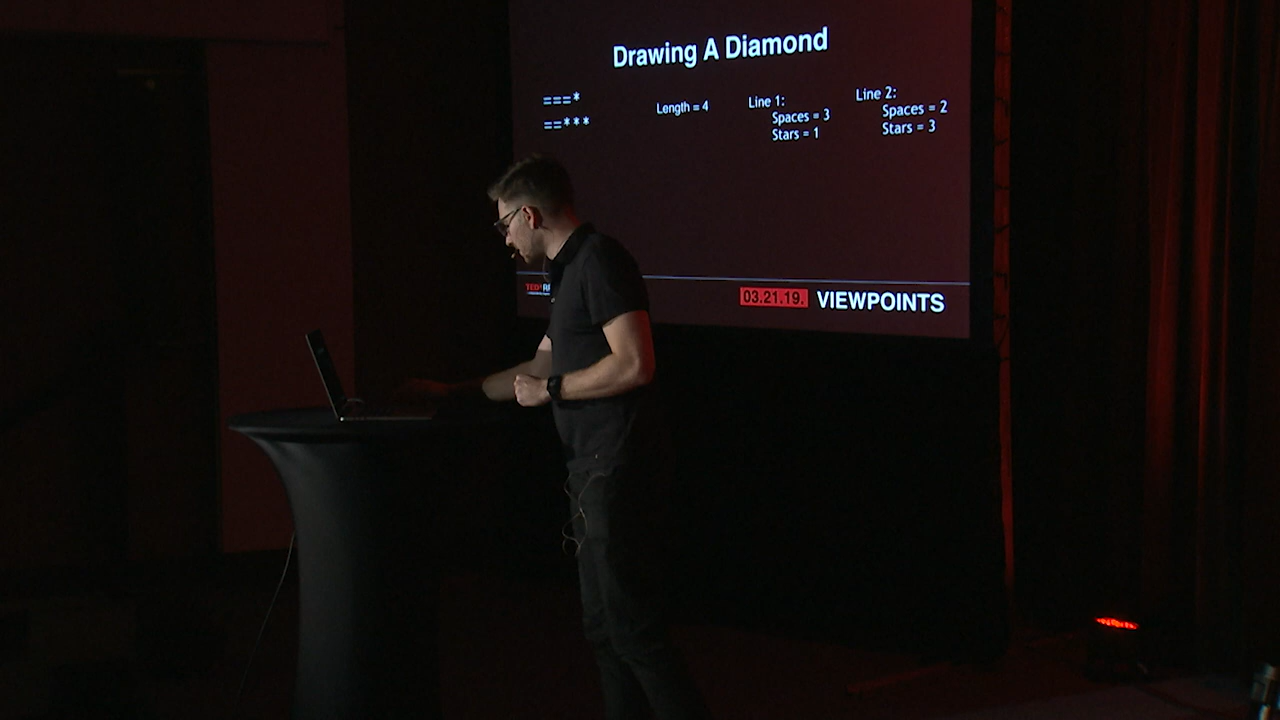 Drawing A Diamond
===*
==***
Length = 4
Line 1:
Spaces = 3
Stars = 1
Line 2:
Spaces = 2
Stars = 3
TEDx
03.21.19. VIEWPOINTS